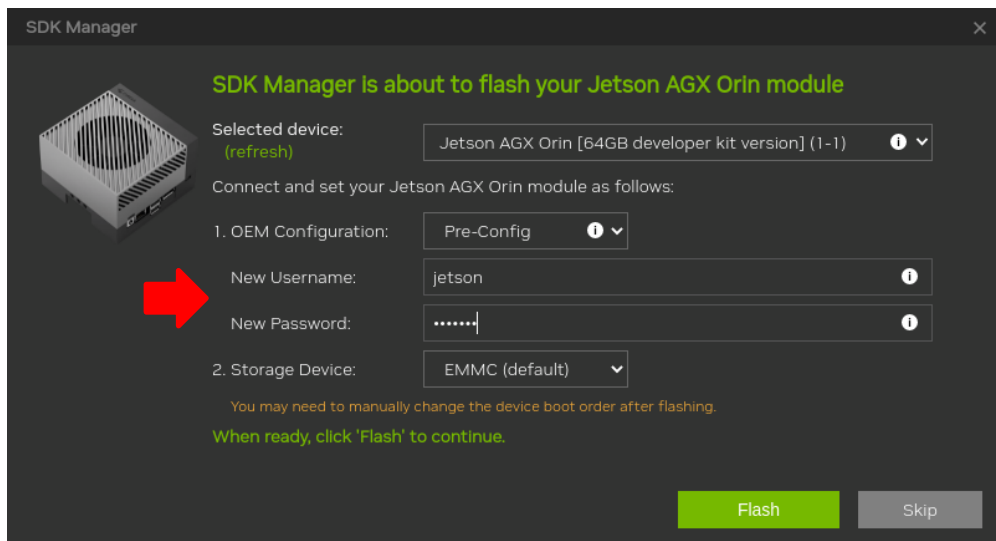 SDK Manager
SDK Manager is about to flash your Jetson AGX Orin module
Selected device:
(refresh)
Jetson AGX Orin [64GB developer kit version] (1-1)
Connect and set your Jetson AGX Orin module as follows:
1. OEM Configuration:
Pre-Config
New Username:
jetson
New Password:
•••••••
2. Storage Device:
EMMC (default)
You may need to manually change the device boot order after flashing.
When ready, click 'Flash' to continue.
Flash
Skip